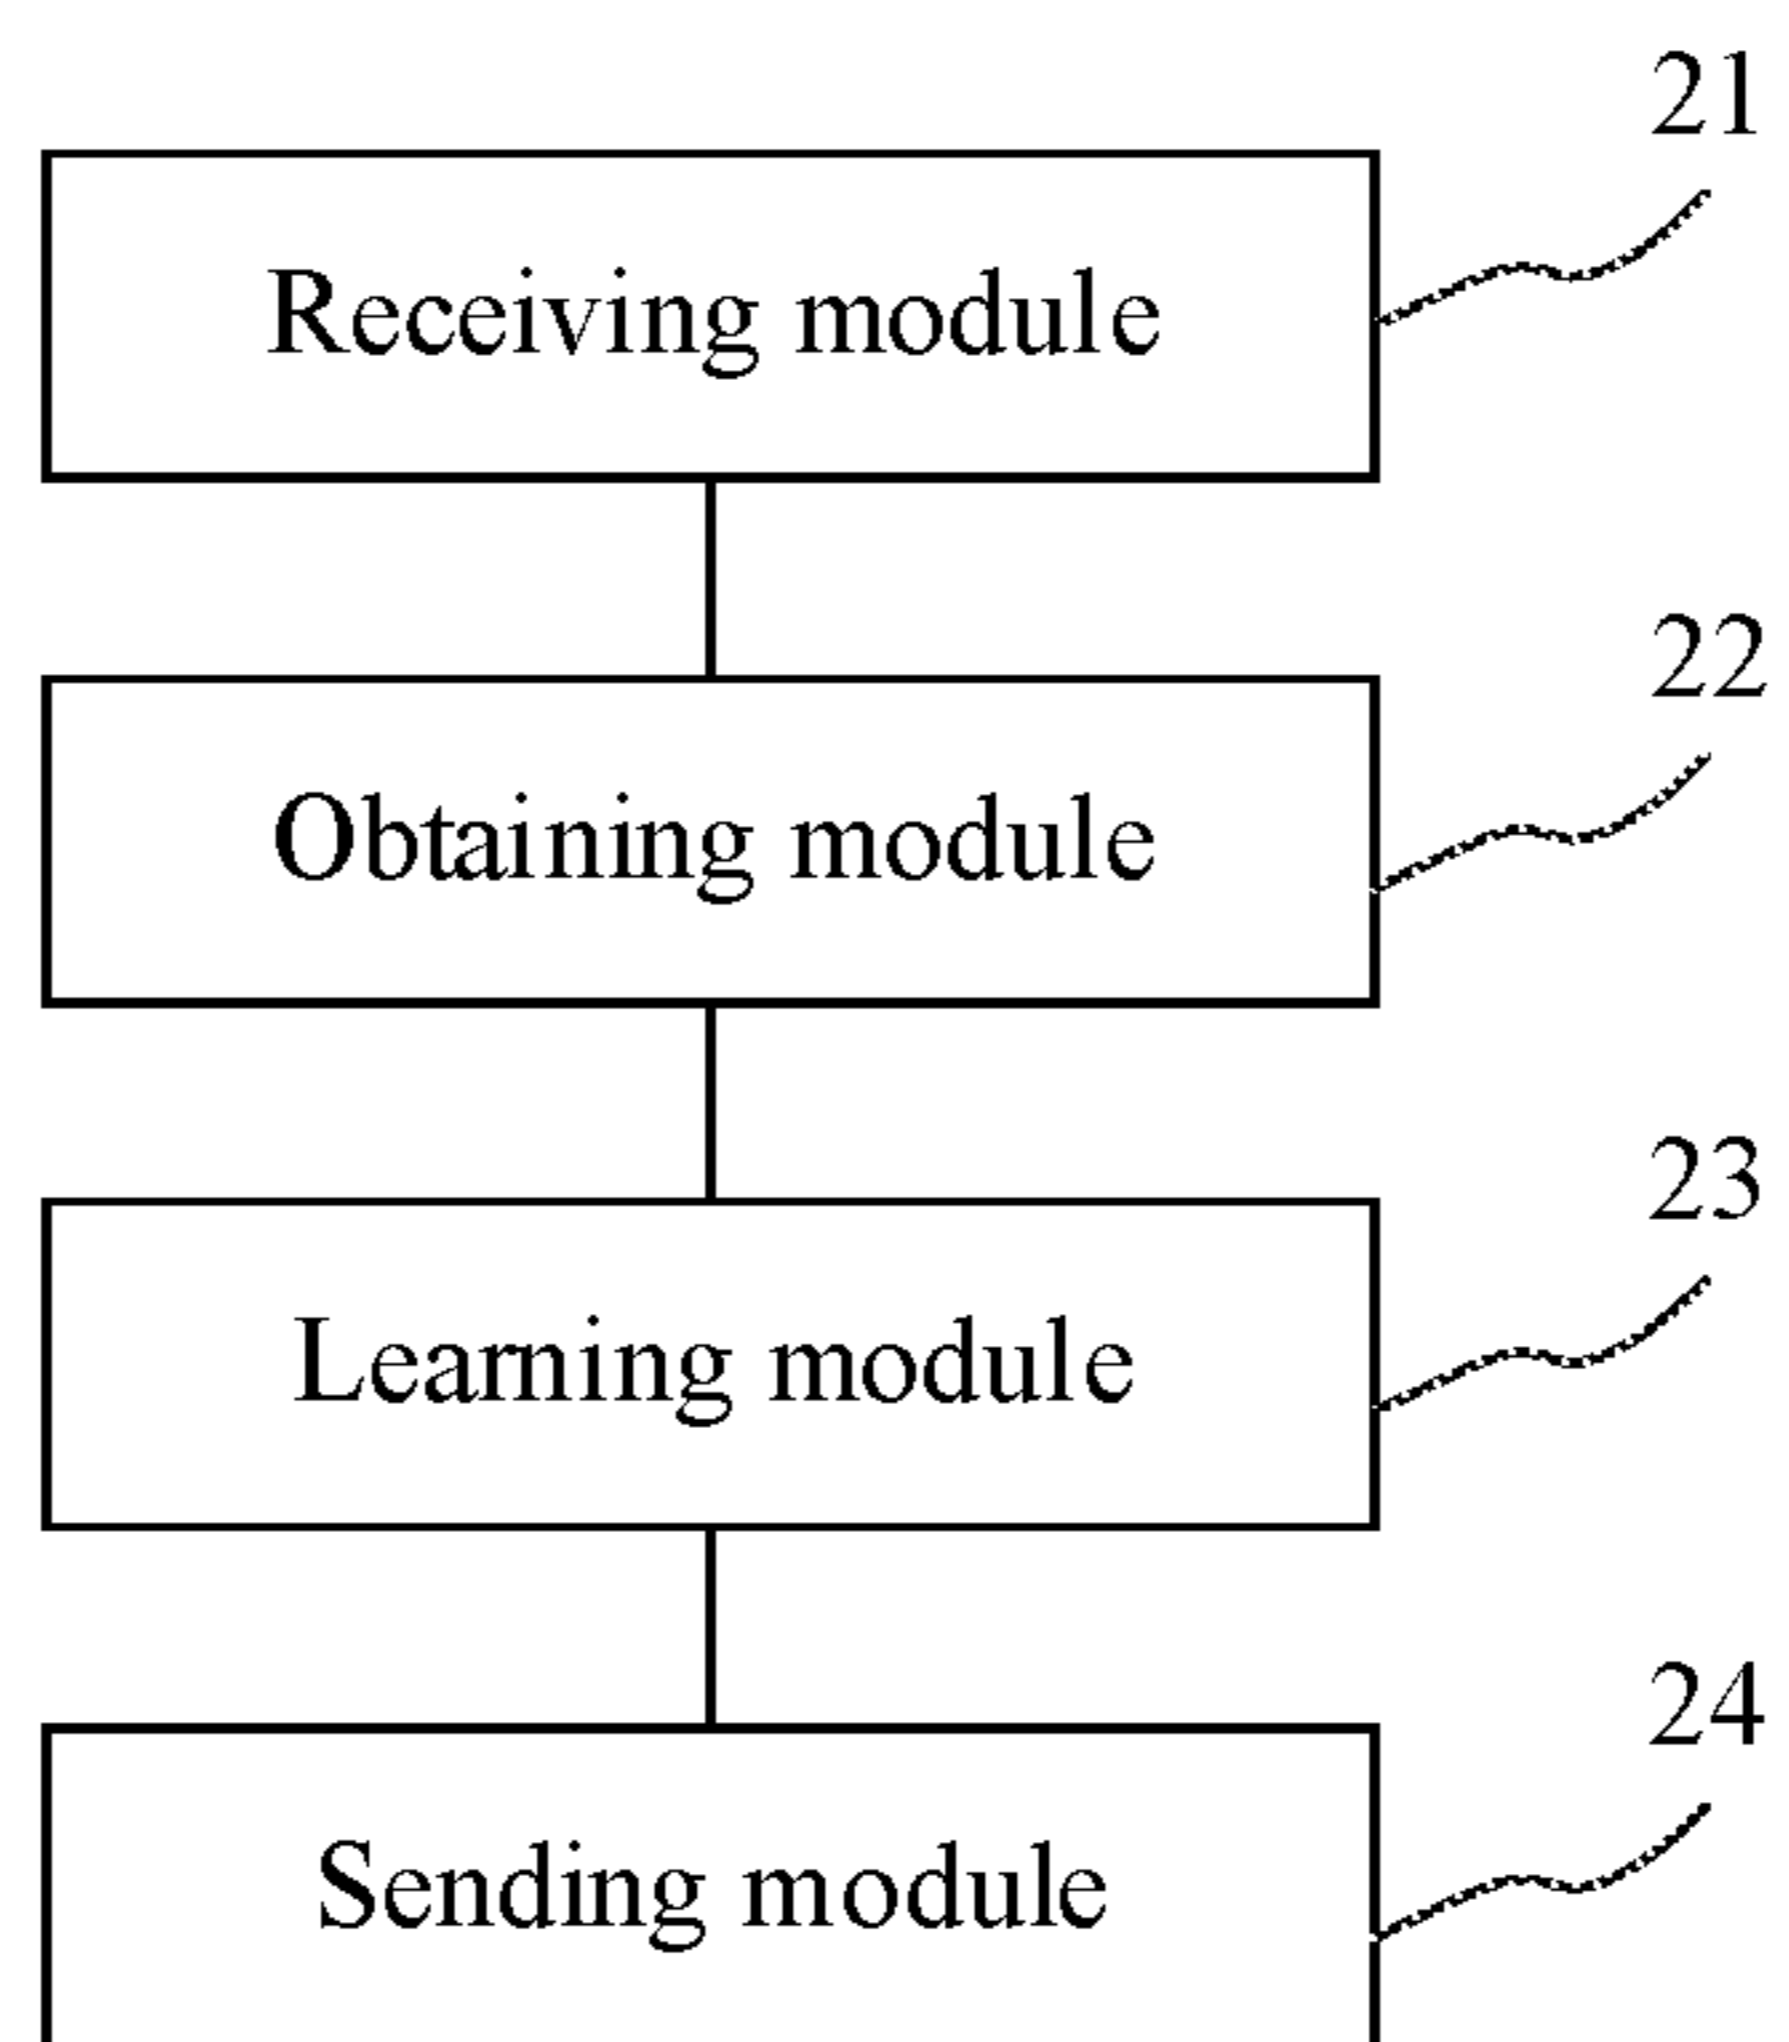 21
Receiving module
22
Obtaining module
23
Learning module
24
Sending module